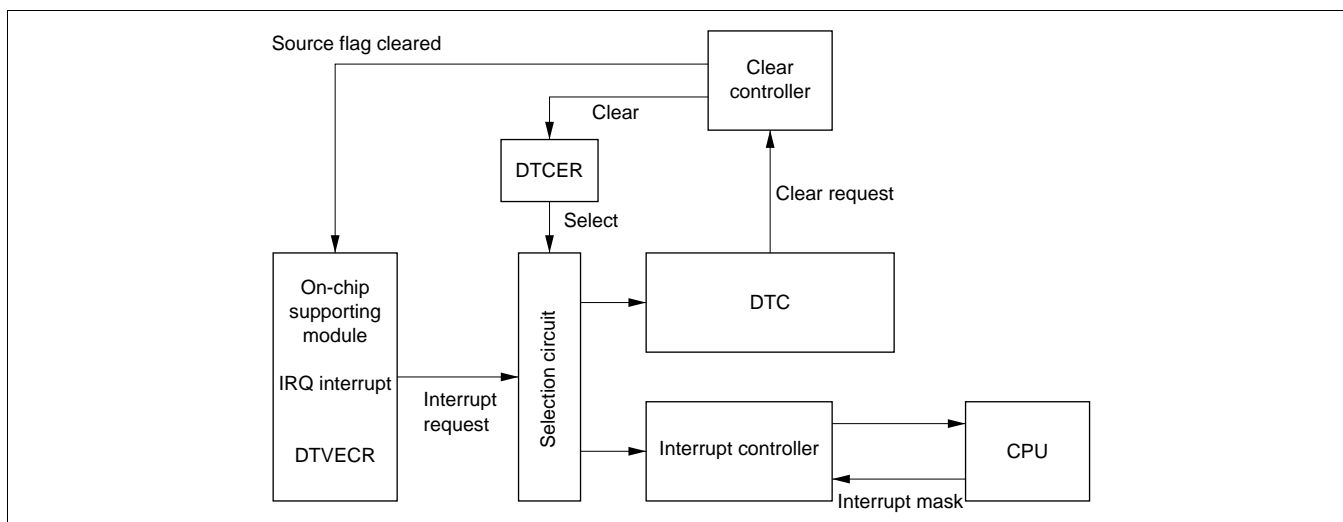 Source flag cleared
Clear
controller
Clear
DTCER
Clear request
Select
On-chip
supporting
module
DTC
Selection circuit
IRQ interrupt
Interrupt
request
DTVECR
Interrupt controller
CPU
Interrupt mask